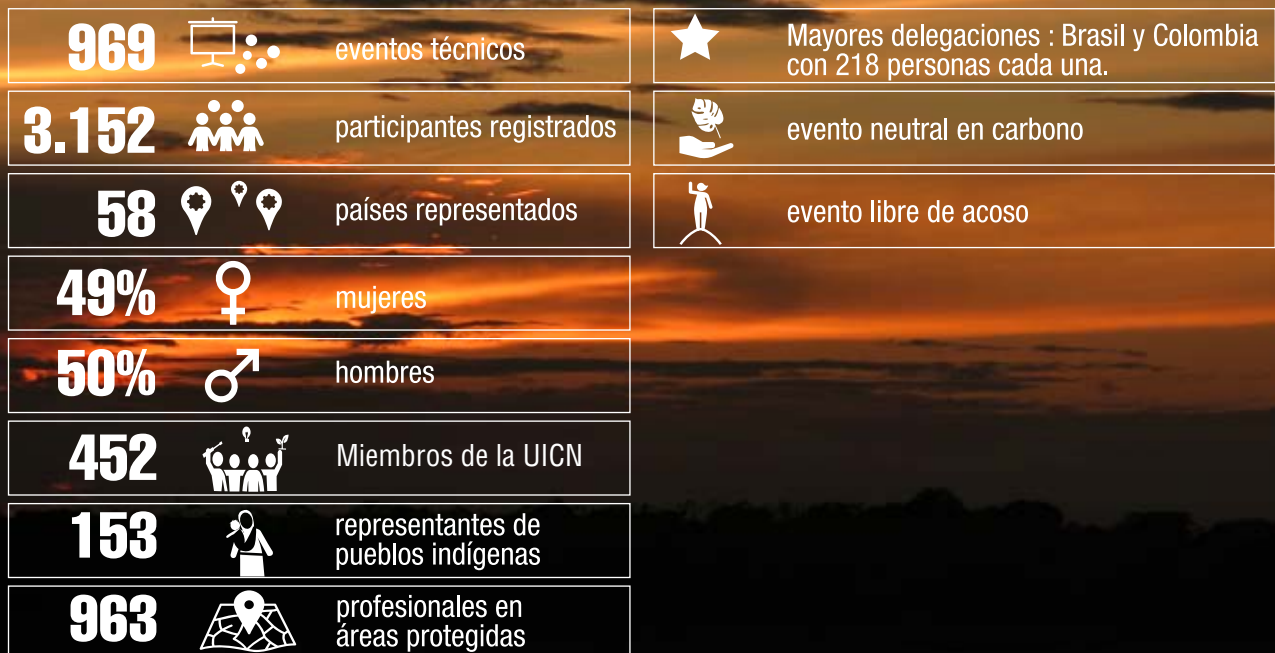 969 eventos técnicos
3.152 participantes registrados
58 países representados
49% mujeres
50% hombres
452 Miembros de la UICN
153 representantes de
pueblos indígenas
963 profesionales en
áreas protegidas
Mayores delegaciones : Brasil y Colombia
con 218 personas cada una.
evento neutral en carbono
evento libre de acoso